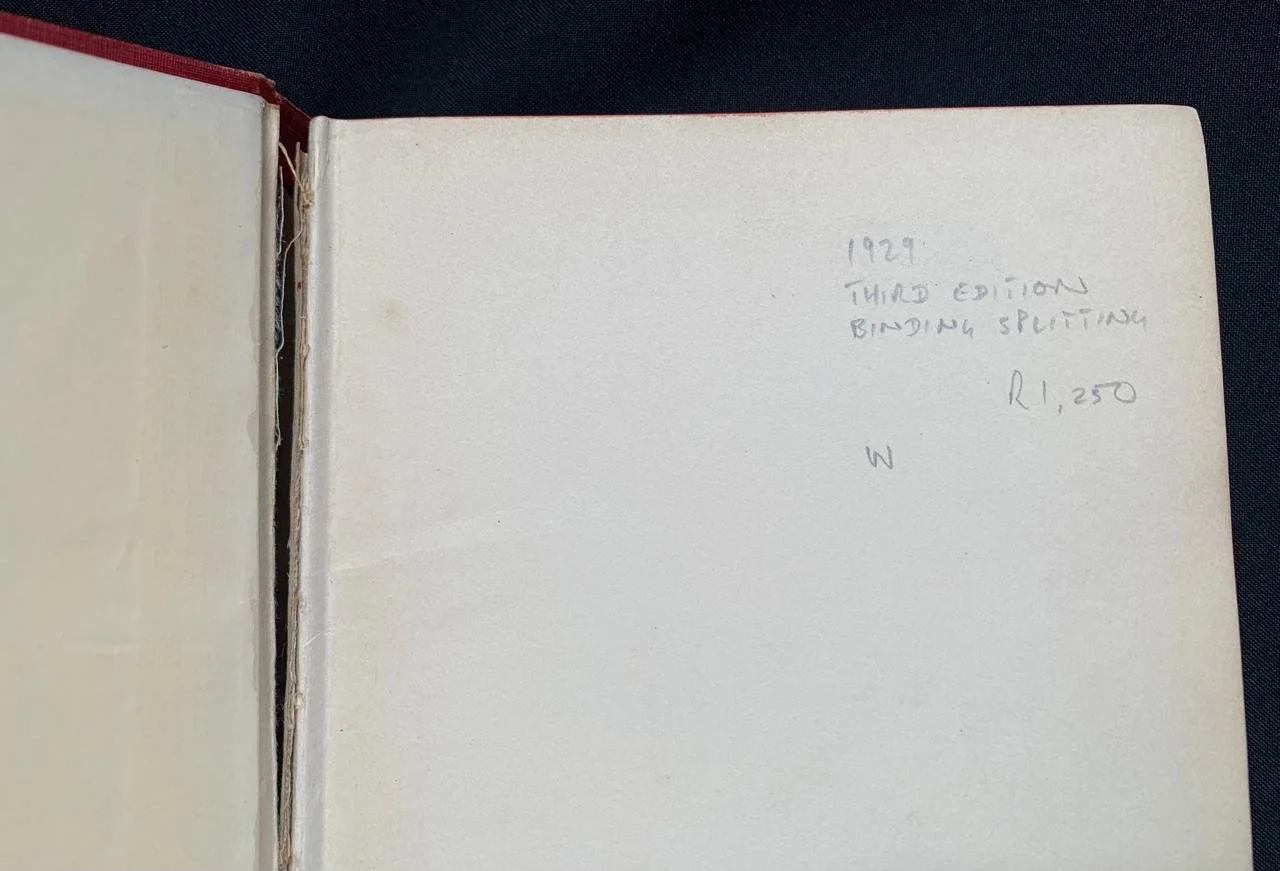 1929
THIRD EDITION
BINDING SPLITTING
R1,250
W